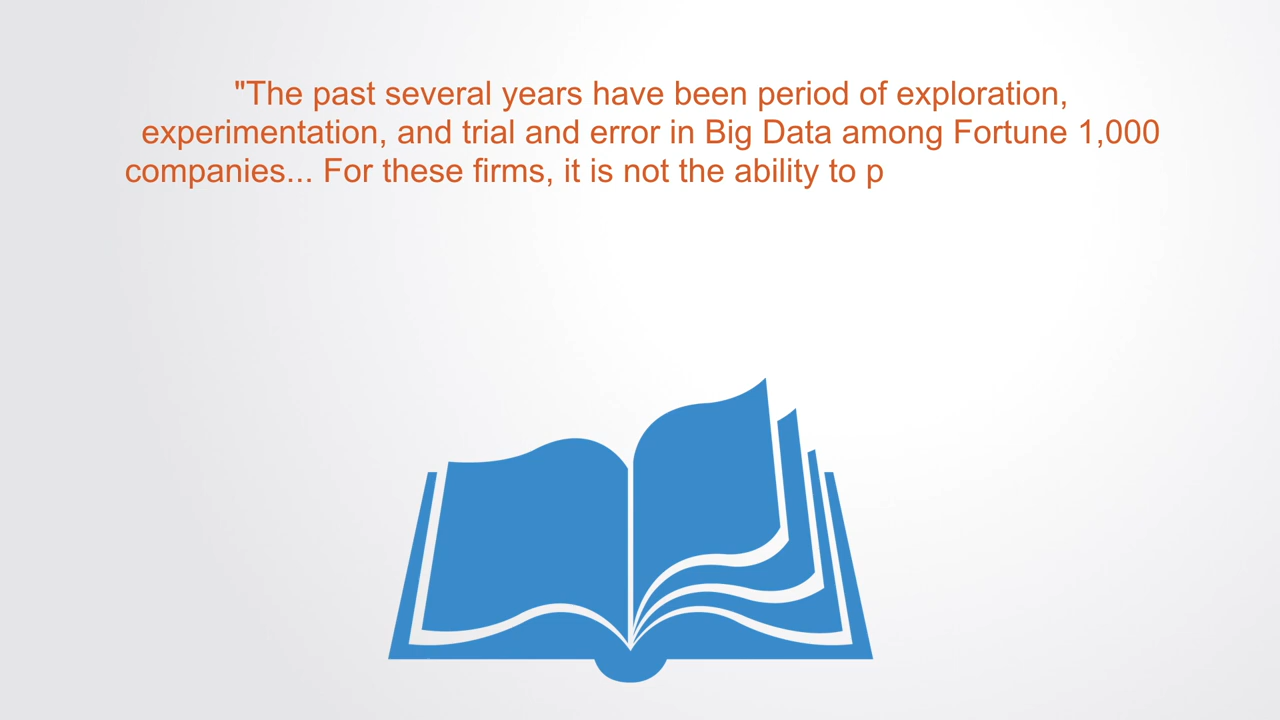 "The past several years have been period of exploration,
experimentation, and trial and error in Big Data among Fortune 1,000
companies... For these firms, it is not the ability to p